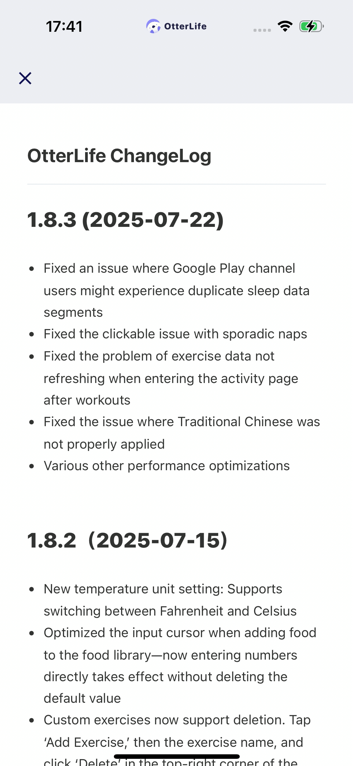 17:41
OtterLife
OtterLife ChangeLog
1.8.3 (2025-07-22)
• Fixed an issue where Google Play channel
users might experience duplicate sleep data
segments
• Fixed the clickable issue with sporadic naps
• Fixed the problem of exercise data not
refreshing when entering the activity page
after workouts
• Fixed the issue where Traditional Chinese was
not properly applied
• Various other performance optimizations
1.8.2（2025-07-15）
• New temperature unit setting: Supports
switching between Fahrenheit and Celsius
• Optimized the input cursor when adding food
to the food library—now entering numbers
directly takes effect without deleting the
default value
• Custom exercises now support deletion. Tap
‘Add Exercise,’ then the exercise name, and
click ‘Delete’ in the top-right corner of the